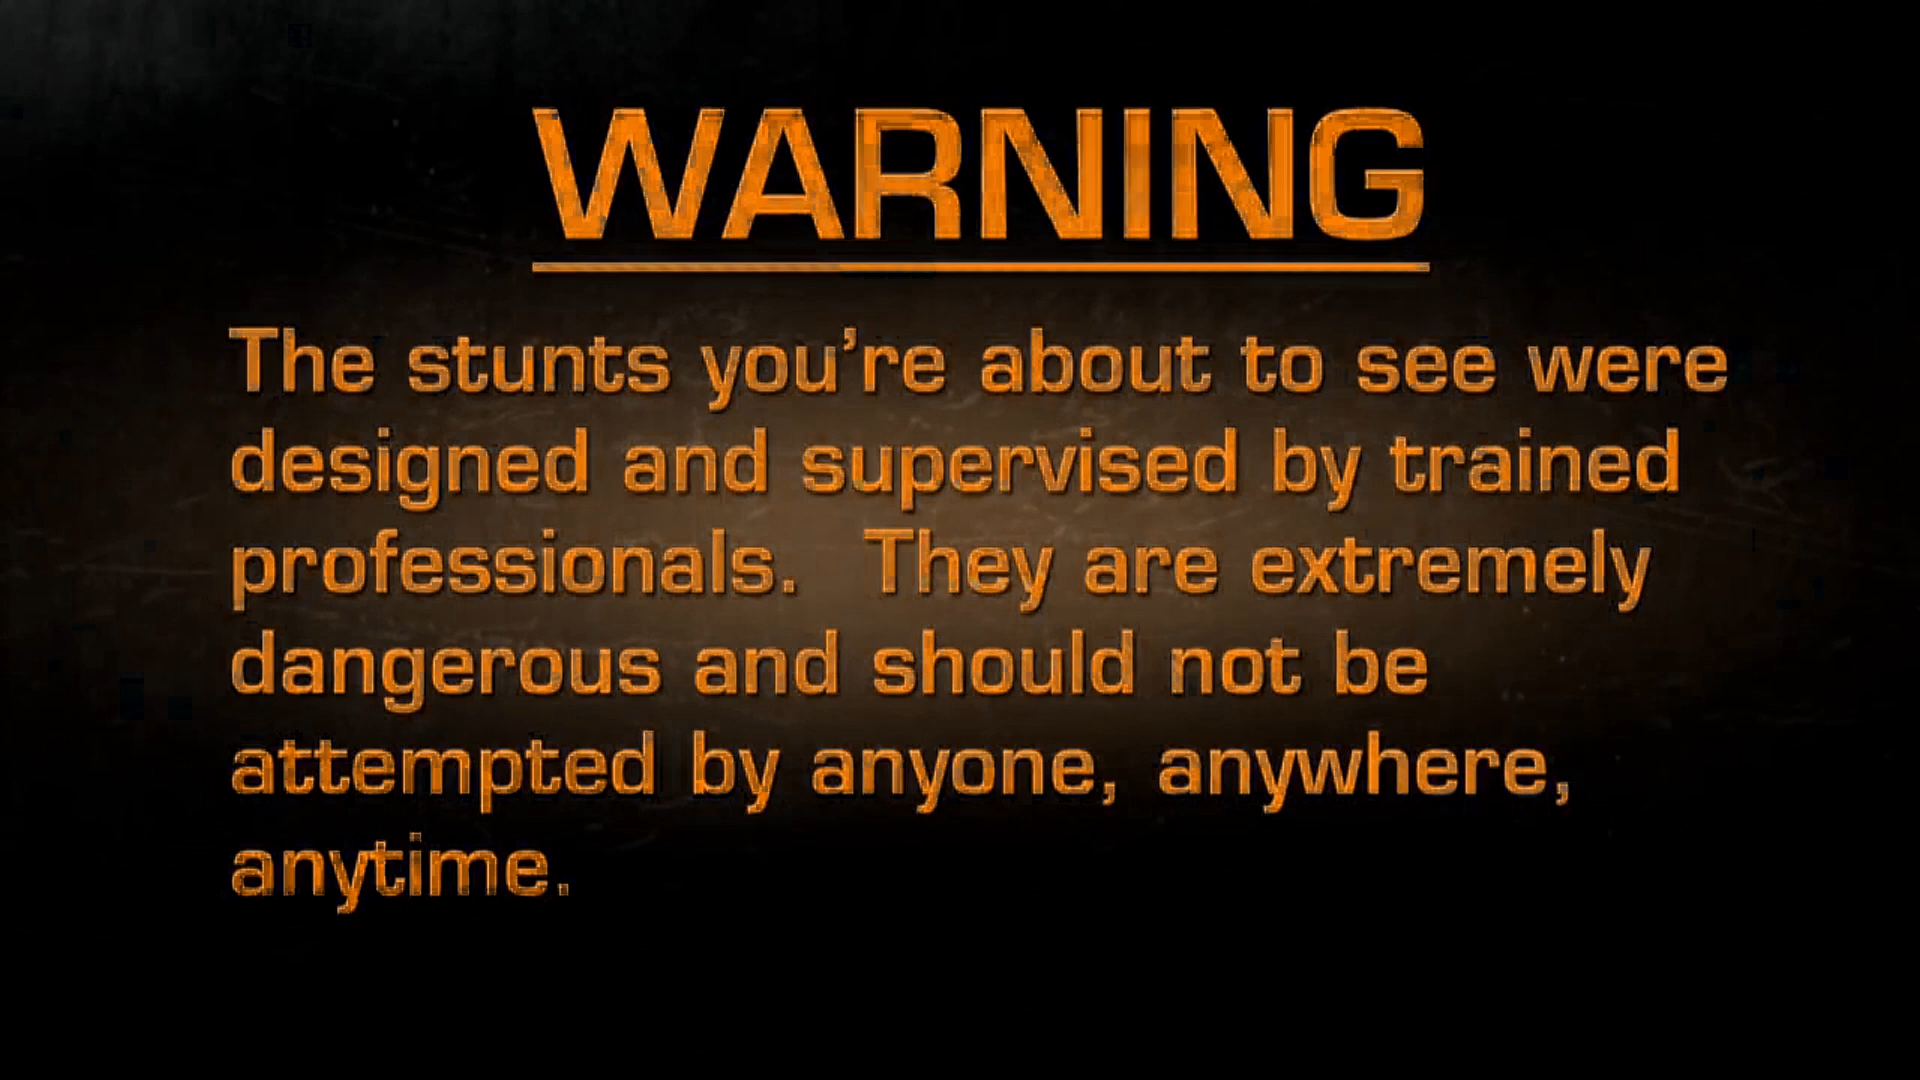 WARNING
The stunts you’re about to see were
designed and supervised by trained
professionals.  They are extremely
dangerous and should not be
attempted by anyone, anywhere,
anytime.